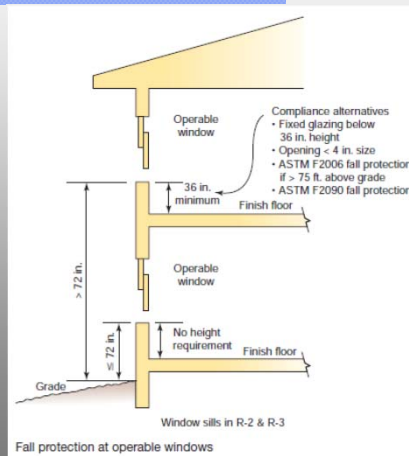 Operable
window
Compliance alternatives
• Fixed glazing below
36 in. height
• Opening < 4 in. size
• ASTM F2006 fall protection
if > 75 ft. above grade
• ASTM F2090 fall protection
36 in.
minimum
Finish floor
> 72 in.
Operable
window
≤ 72 in.
No height
requirement
Finish floor
Grade
Window sills in R-2 & R-3
Fall protection at operable windows